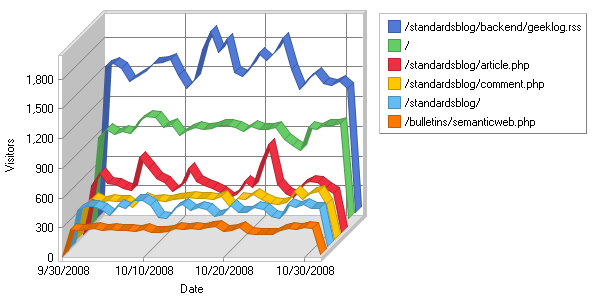 /standardsblog/backend/geeklog.rss
/
/standardsblog/article.php
/standardsblog/comment.php
/standardsblog/
/bulletins/semanticweb.php
Visitors
1,800
1,500
1,200
900
600
300
0
9/30/2008 10/10/2008 10/20/2008 10/30/2008
Date